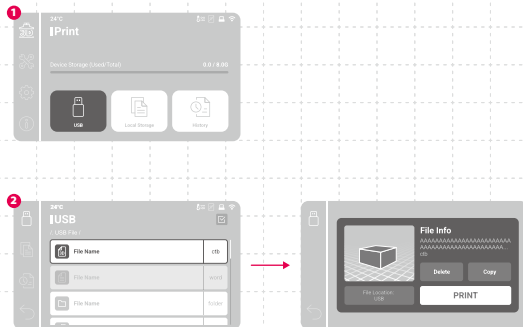 1
24°C
Print
Device Storage (Used/Total)
0.0 / 8.00
USB
Local Storage
History
2
24°C
USB
/ USB File /
File Name
ctb
File Name
word
File Name
folder
File Info
AAAAAAAAAAAAAAAAAAAAAAAA
AAAAAAAAAAAAAAAAAAAAAA...
ctb
Delete
Copy
File Location:
USB
PRINT